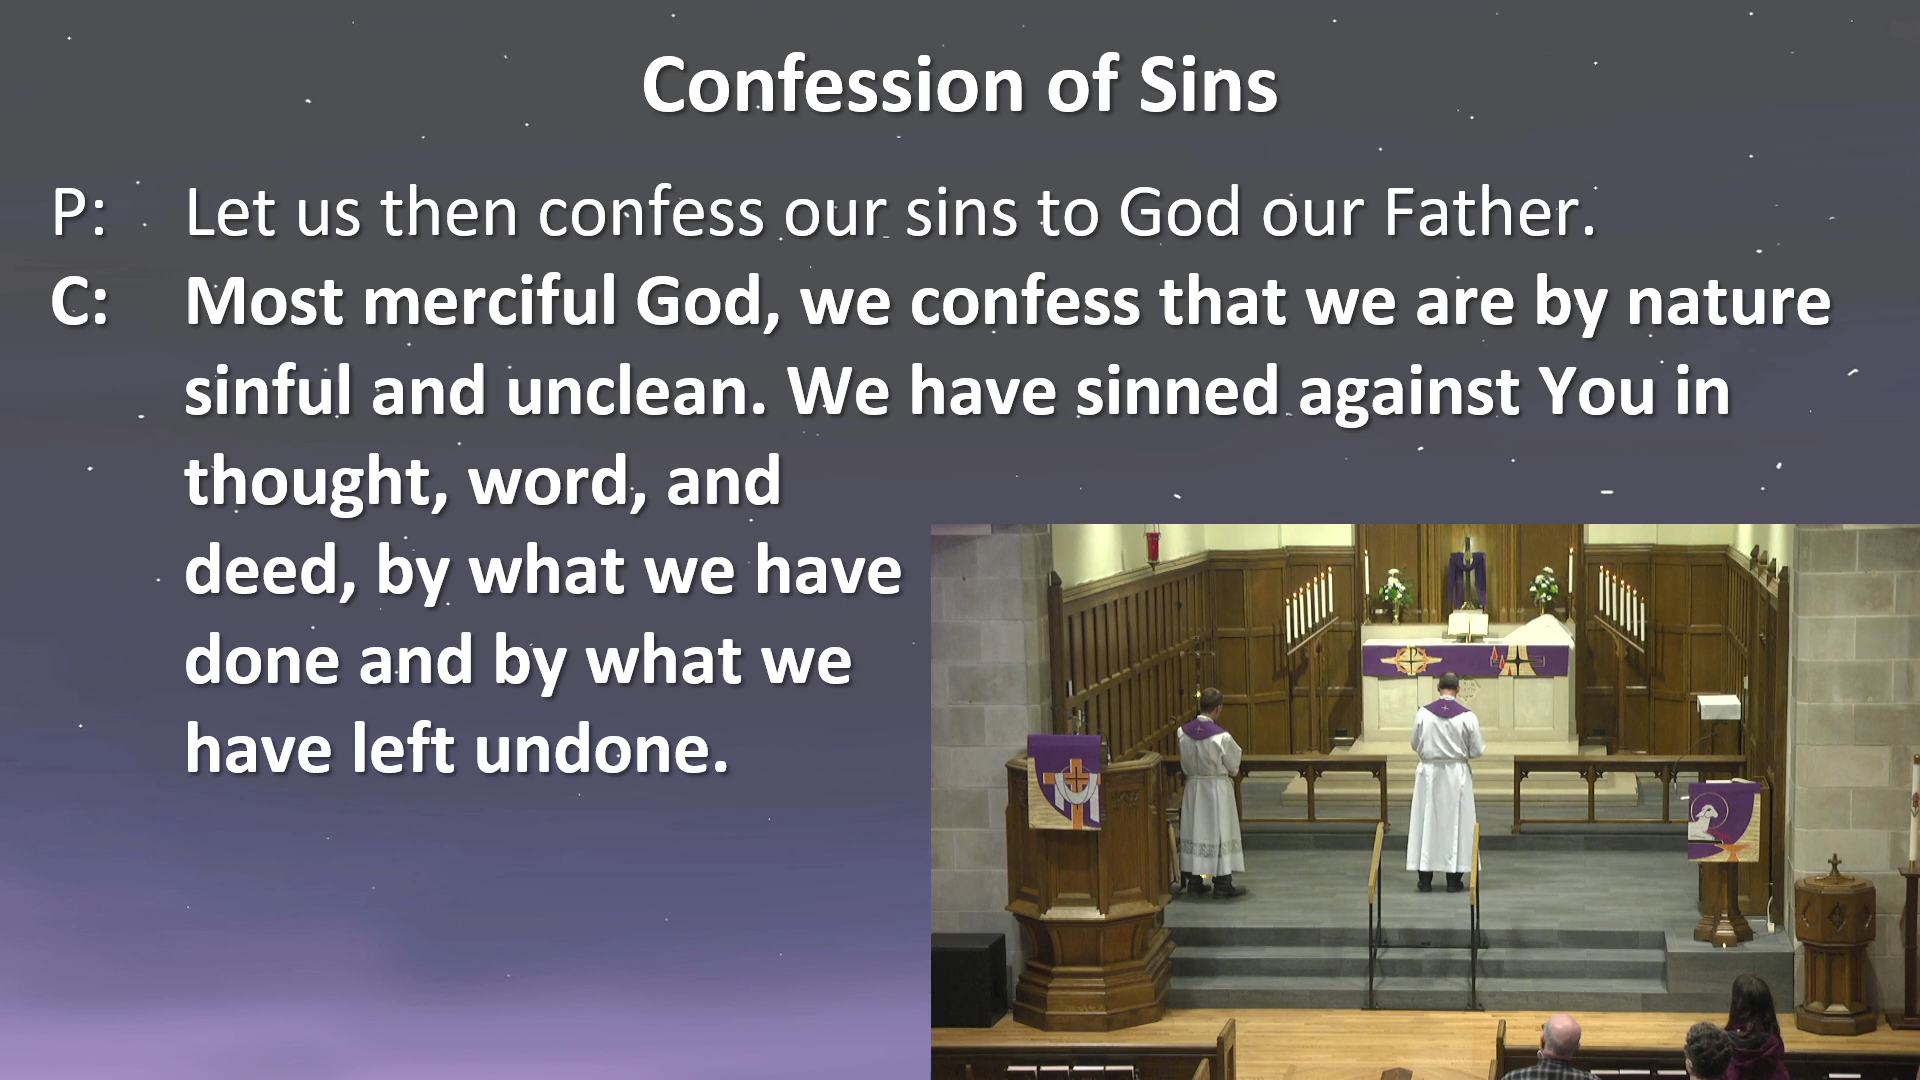 Confession of Sins
P: Let us then confess our sins to God our Father.
C: Most merciful God, we confess that we are by nature
sinful and unclean. We have sinned against You in
thought, word, and
deed, by what we have
done and by what we
have left undone.